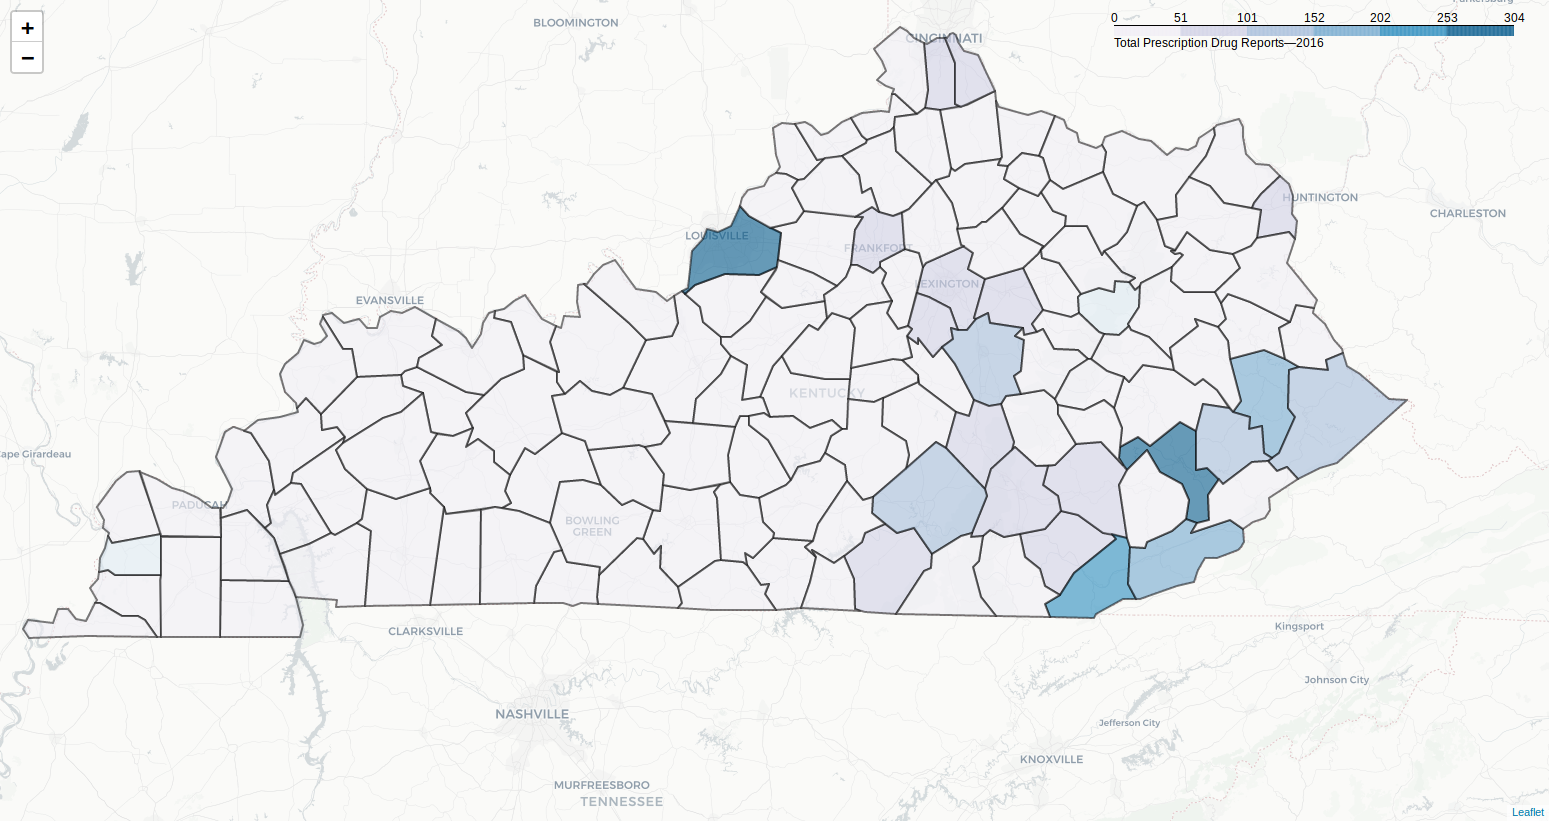 +
−
BLOOMINGTON
0 51 101 152 202 253 304
Total Prescription Drug Reports—2016
CINCINNATI
HUNTINGTON
CHARLESTON
LOUISVILLE
FRANKFORT
LEXINGTON
EVANSVILLE
KENTUCKY
Cape Girardeau
PADUCAH
BOWLING
GREEN
CLARKSVILLE
Kingsport
Johnson City
NASHVILLE
Jefferson City
KNOXVILLE
MURFREESBORO
TENNESSEE
Leaflet